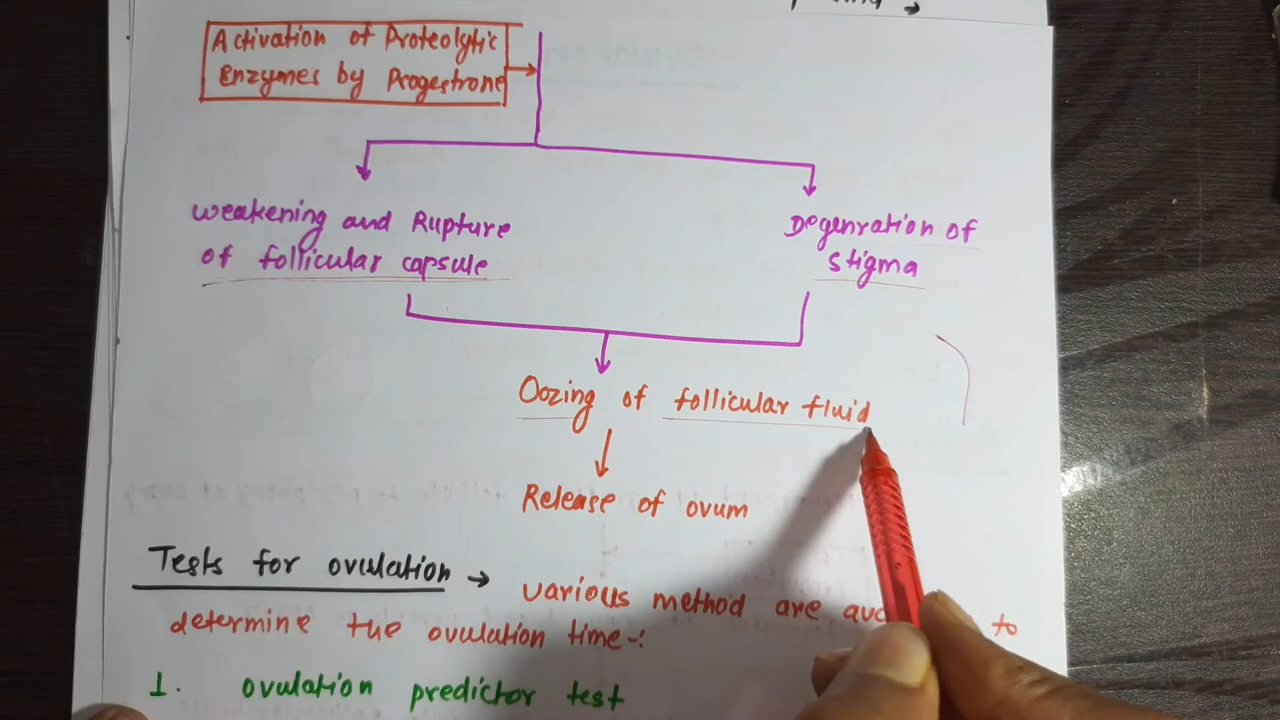 Activation of Proteolytic
Enzymes by Progestrone
Weakening and Rupture
of follicular capsule
Degenration of
stigma
Oozing of follicular fluid
Release of ovum
Tests for ovulation → various method are to
determine the ovulation time-:
1. ovulation predictor test